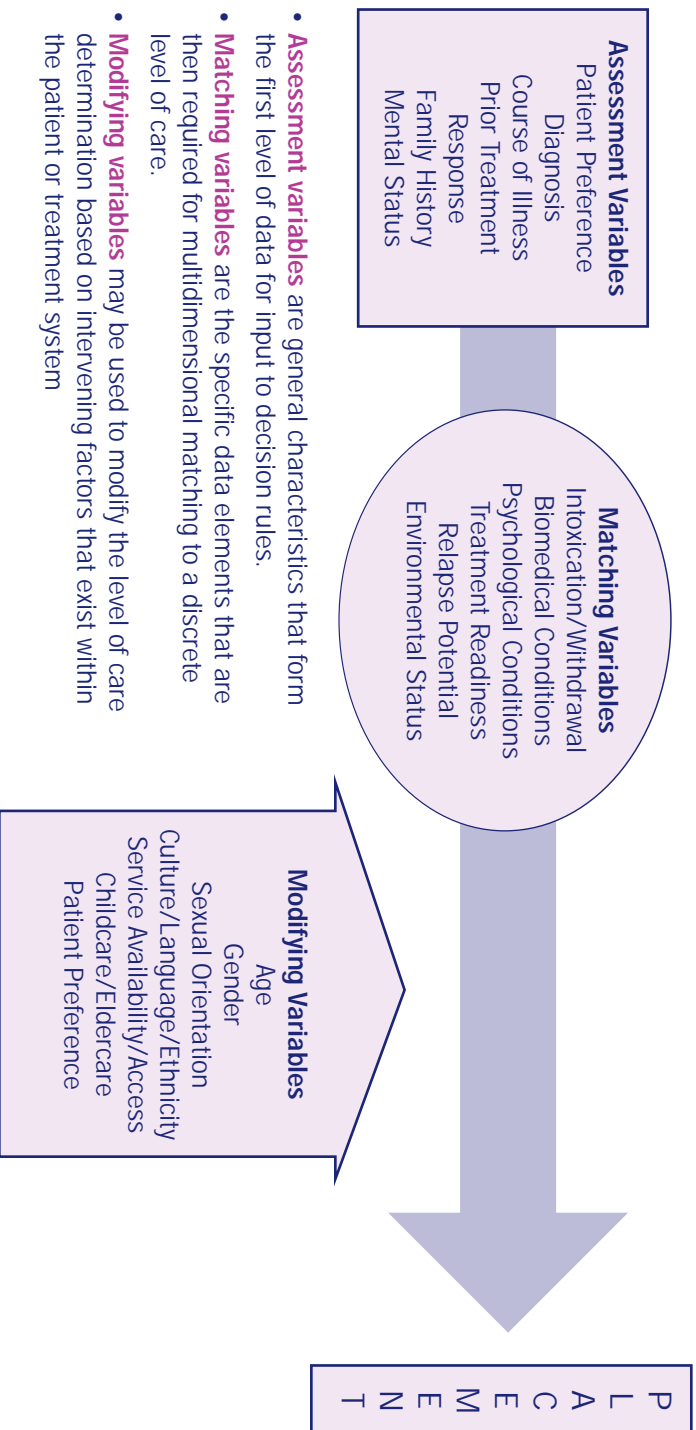 Assessment Variables
Patient Preference
Diagnosis
Course of Illness
Prior Treatment
Response
Family History
Mental Status
Matching Variables
Intoxication/Withdrawal
Biomedical Conditions
Psychological Conditions
Treatment Readiness
Relapse Potential
Environmental Status
Modifying Variables
Age
Gender
Sexual Orientation
Culture/Language/Ethnicity
Service Availability/Access
Childcare/Eldercare
Patient Preference
P
L
A
C
E
M
E
N
T
• Assessment variables are general characteristics that form
the first level of data for input to decision rules.
• Matching variables are the specific data elements that are
then required for multidimensional matching to a discrete
level of care.
• Modifying variables may be used to modify the level of care
determination based on intervening factors that exist within
the patient or treatment system